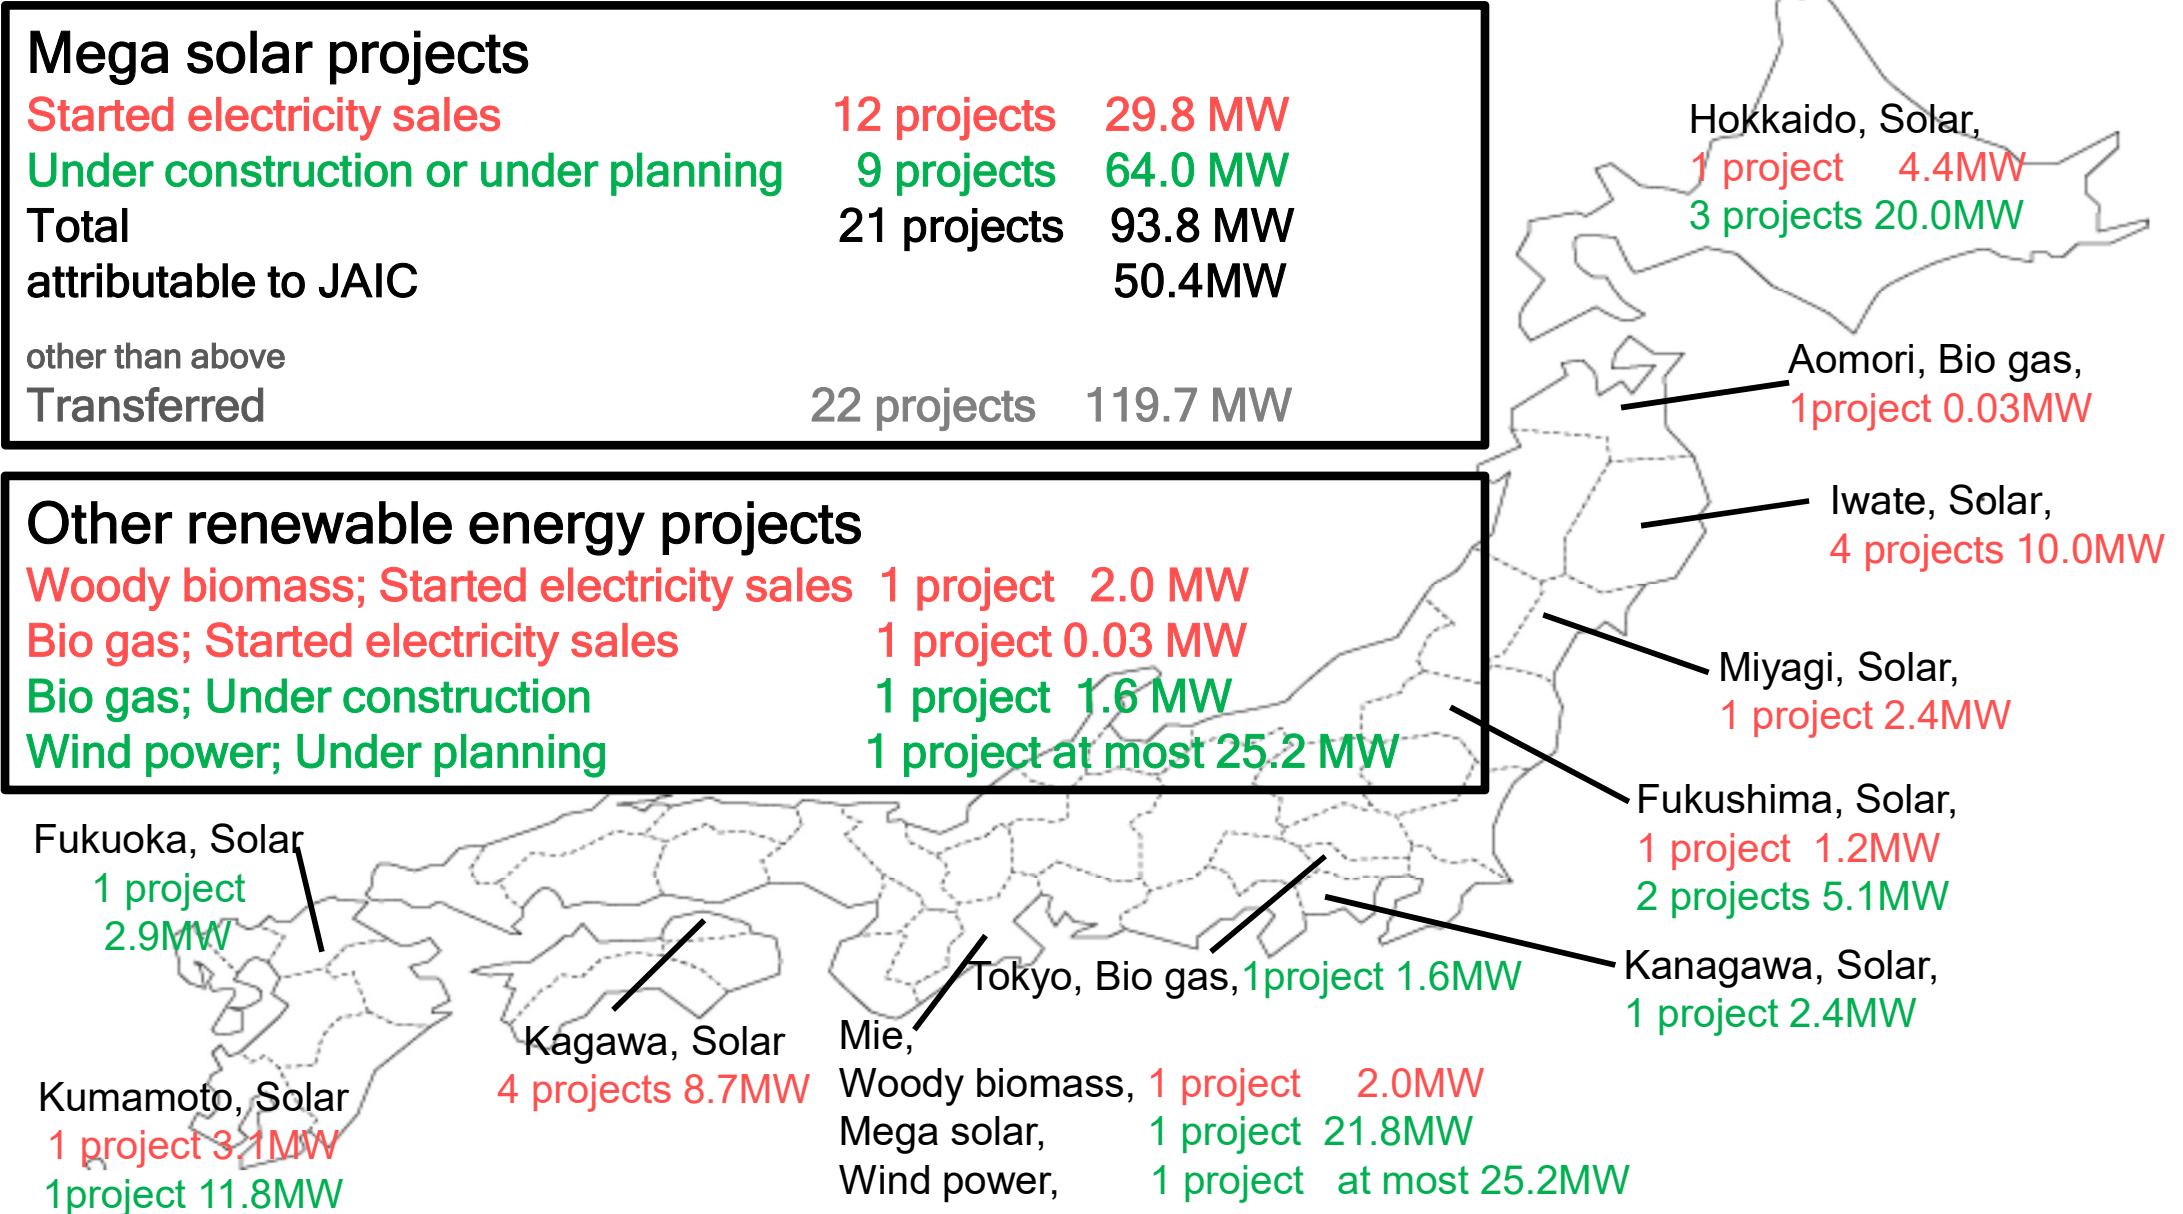 Mega solar projects
Started electricity sales 12 projects 29.8 MW
Under construction or under planning 9 projects 64.0 MW
Total 21 projects 93.8 MW
attributable to JAIC 50.4MW
other than above
Transferred 22 projects 119.7 MW
Other renewable energy projects
Woody biomass; Started electricity sales 1 project 2.0 MW
Bio gas; Started electricity sales 1 project 0.03 MW
Bio gas; Under construction 1 project 1.6 MW
Wind power; Under planning 1 project at most 25.2 MW
Hokkaido, Solar,
1 project 4.4MW
3 projects 20.0MW
Aomori, Bio gas,
1project 0.03MW
Iwate, Solar,
4 projects 10.0MW
Miyagi, Solar,
1 project 2.4MW
Fukushima, Solar,
1 project 1.2MW
2 projects 5.1MW
Kanagawa, Solar,
1 project 2.4MW
Tokyo, Bio gas, 1project 1.6MW
Mie,
Woody biomass, 1 project 2.0MW
Mega solar, 1 project 21.8MW
Wind power, 1 project at most 25.2MW
Kagawa, Solar
4 projects 8.7MW
Fukuoka, Solar
1 project
2.9MW
Kumamoto, Solar
1 project 3.1MW
1project 11.8MW